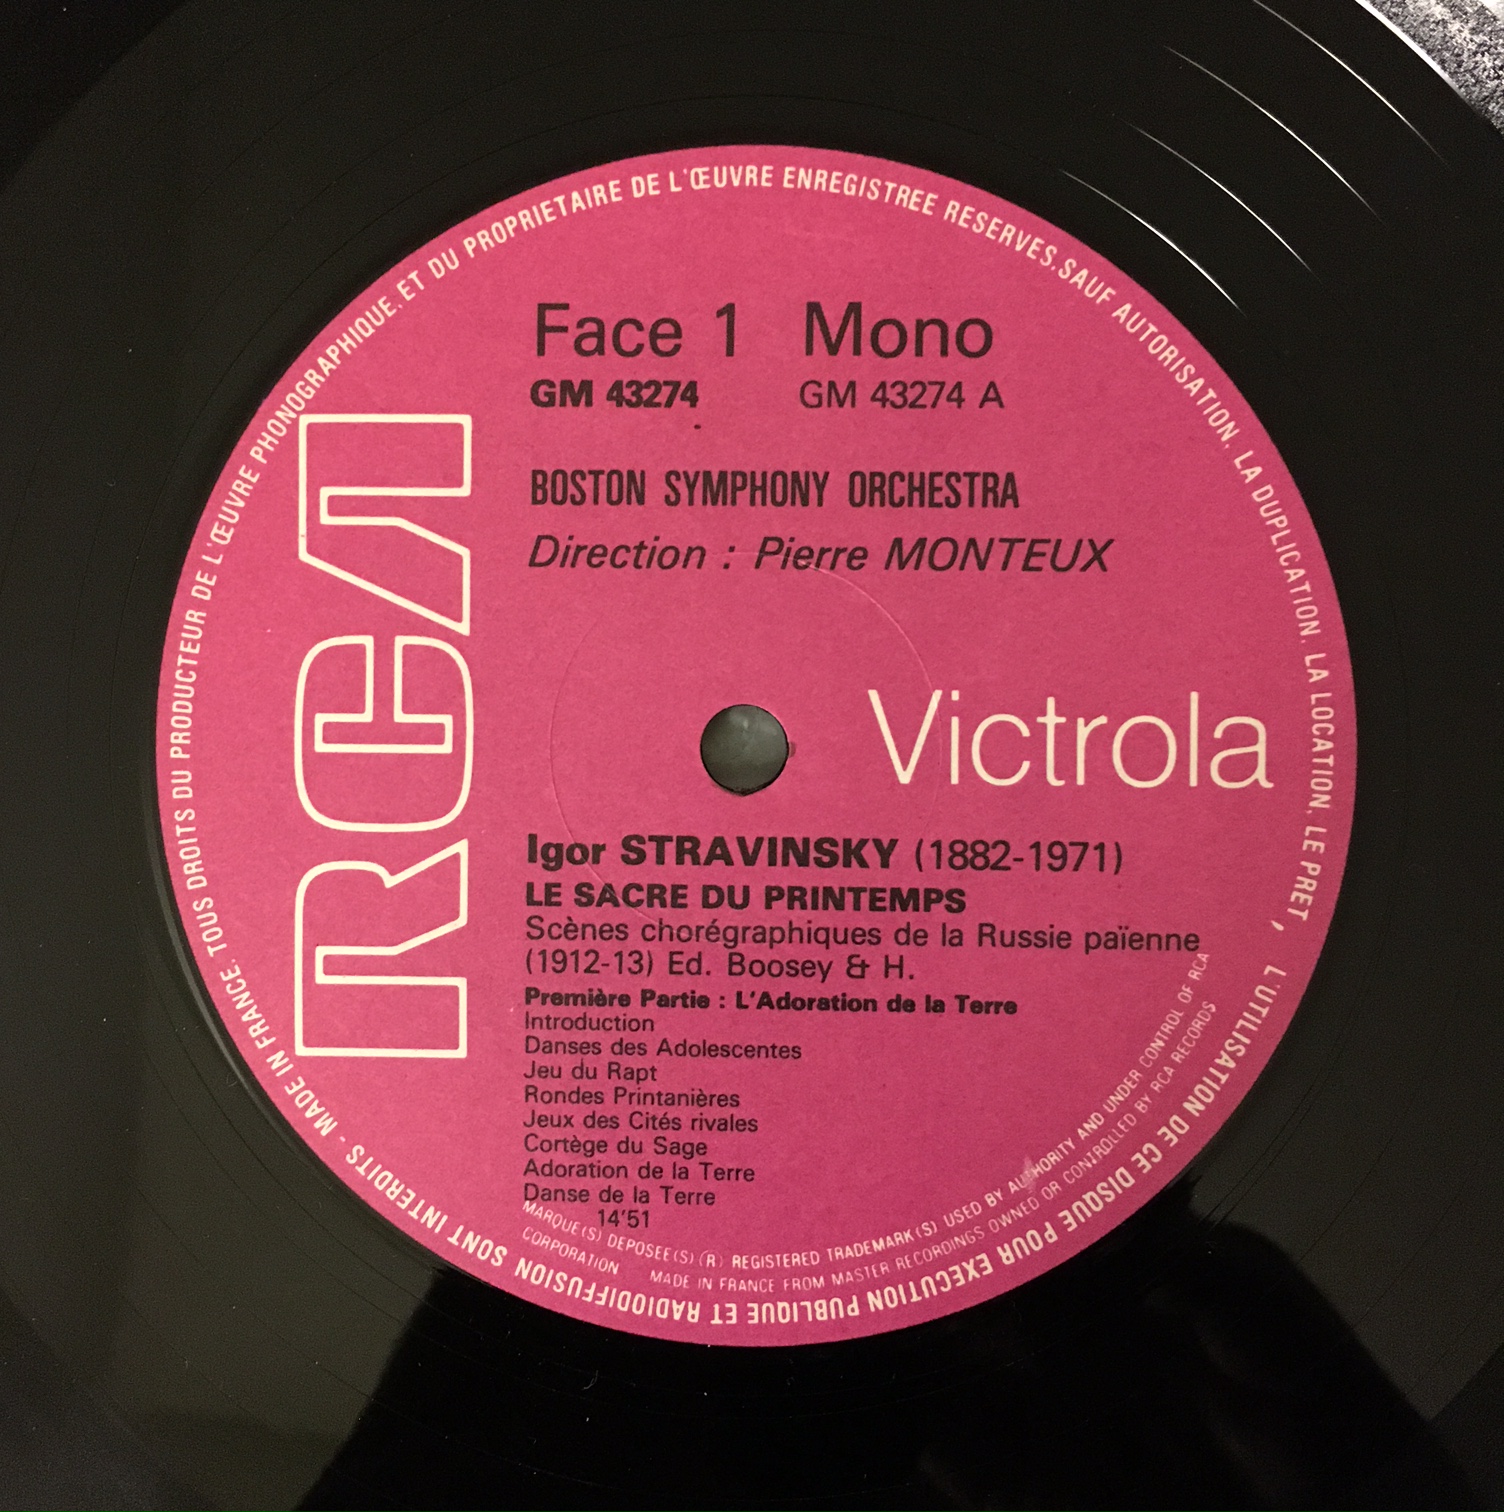 TOUS DROITS DU PRODUCTEUR DE L'ŒUVRE PHONOGRAPHIQUE. ET DU PROPRIETAIRE DE L'ŒUVRE ENREGISTREE RESERVES. SAUF AUTORISATION. LA DUPLICATION. LA LOCATION. LE PRET, L'UTILISATION DE CE DISQUE POUR EXECUTION PUBLIQUE ET RADIODIFFUSION SONT INTERDITS - MADE IN FRANCE.
Face 1 Mono
GM 43274 GM 43274 A
BOSTON SYMPHONY ORCHESTRA
Direction : Pierre MONTEUX
RCA
Victrola
Igor STRAVINSKY (1882-1971)
LE SACRE DU PRINTEMPS
Scènes chorégraphiques de la Russie païenne
(1912-13) Ed. Boosey & H.
Première Partie : L'Adoration de la Terre
Introduction
Danses des Adolescentes
Jeu du Rapt
Rondes Printanières
Jeux des Cités rivales
Cortège du Sage
Adoration de la Terre
Danse de la Terre
14'51
MARQUE(S) DEPOSEE(S) (R) REGISTERED TRADEMARK(S) USED BY AUTHORITY AND UNDER CONTROL OF RCA
CORPORATION MADE IN FRANCE FROM MASTER RECORDINGS OWNED OR CONTROLLED BY RCA RECORDS